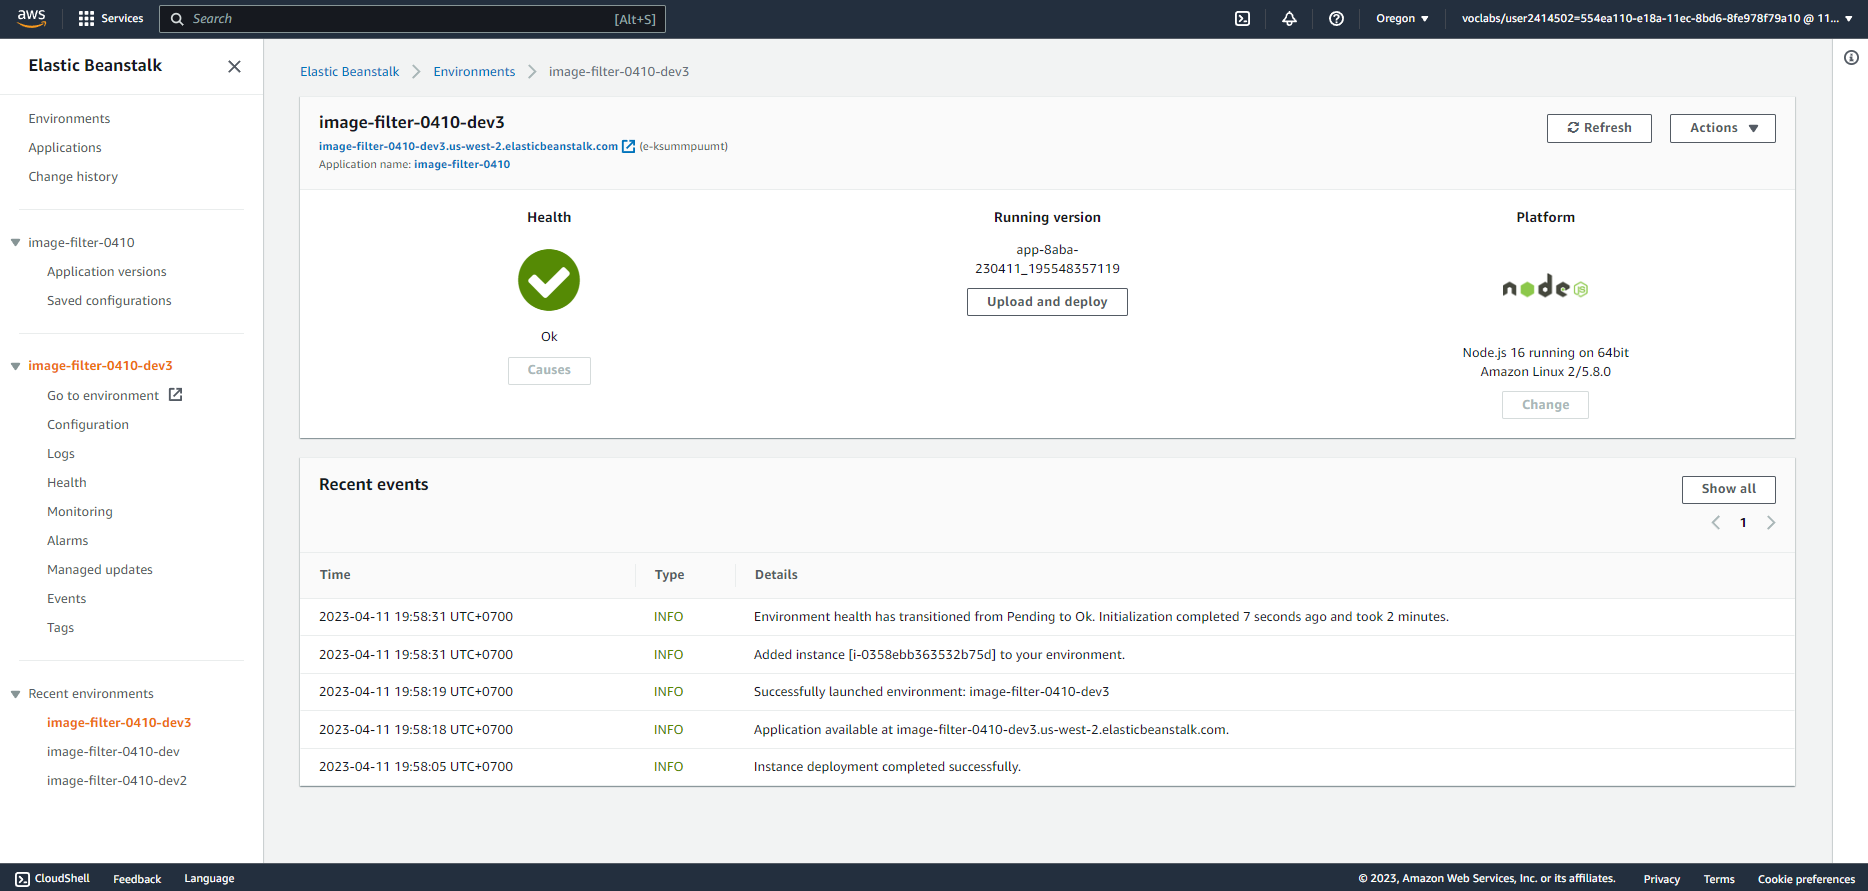 aws
Services
Search
[Alt+S]
Oregon
voclabs/user2414502=554ea110-e18a-11ec-8bd6-8fe978f79a10 @ 11...
Elastic Beanstalk
Environments
Applications
Change history
image-filter-0410
Application versions
Saved configurations
image-filter-0410-dev3
Go to environment
Configuration
Logs
Health
Monitoring
Alarms
Managed updates
Events
Tags
Recent environments
image-filter-0410-dev3
image-filter-0410-dev
image-filter-0410-dev2
Elastic Beanstalk
Environments
image-filter-0410-dev3
image-filter-0410-dev3
image-filter-0410-dev3.us-west-2.elasticbeanstalk.com (e-ksummpuumt)
Application name: image-filter-0410
Refresh
Actions
Health
Ok
Causes
Running version
app-8aba-
230411_195548357119
Upload and deploy
Platform
node JS
Node.js 16 running on 64bit
Amazon Linux 2/5.8.0
Change
Recent events
Show all
1
Time Type Details
2023-04-11 19:58:31 UTC+0700 INFO Environment health has transitioned from Pending to Ok. Initialization completed 7 seconds ago and took 2 minutes.
2023-04-11 19:58:31 UTC+0700 INFO Added instance [i-0358ebb363532b75d] to your environment.
2023-04-11 19:58:19 UTC+0700 INFO Successfully launched environment: image-filter-0410-dev3
2023-04-11 19:58:18 UTC+0700 INFO Application available at image-filter-0410-dev3.us-west-2.elasticbeanstalk.com.
2023-04-11 19:58:05 UTC+0700 INFO Instance deployment completed successfully.
CloudShell
Feedback
Language
© 2023, Amazon Web Services, Inc. or its affiliates.
Privacy
Terms
Cookie preferences